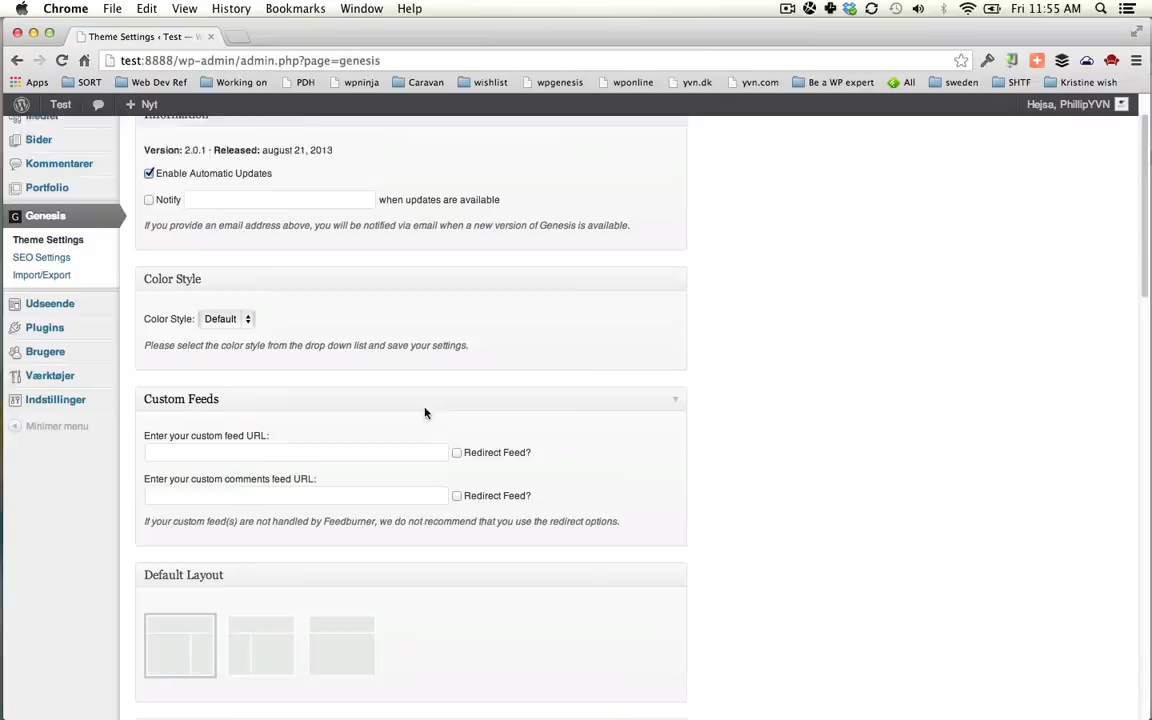 Chrome File Edit View History Bookmarks Window Help Fri 11:55 AM
Theme Settings ‹ Test — W
test:8888/wp-admin/admin.php?page=genesis
Apps SORT Web Dev Ref Working on PDH wpninja Caravan wishlist wpgenesis wponline yvn.dk yvn.com Be a WP expert All sweden SHTF Kristine wish
Test Nyt Hejsa, PhillipYVN
Medier
Information
Sider
Kommentarer
Portfolio
G Genesis
Theme Settings
SEO Settings
Import/Export
Udseende
Plugins
Brugere
Værktøjer
Indstillinger
Minimer menu
Version: 2.0.1 · Released: august 21, 2013
Enable Automatic Updates
Notify when updates are available
If you provide an email address above, you will be notified via email when a new version of Genesis is available.
Color Style
Color Style: Default
Please select the color style from the drop down list and save your settings.
Custom Feeds
Enter your custom feed URL:
Redirect Feed?
Enter your custom comments feed URL:
Redirect Feed?
If your custom feed(s) are not handled by Feedburner, we do not recommend that you use the redirect options.
Default Layout